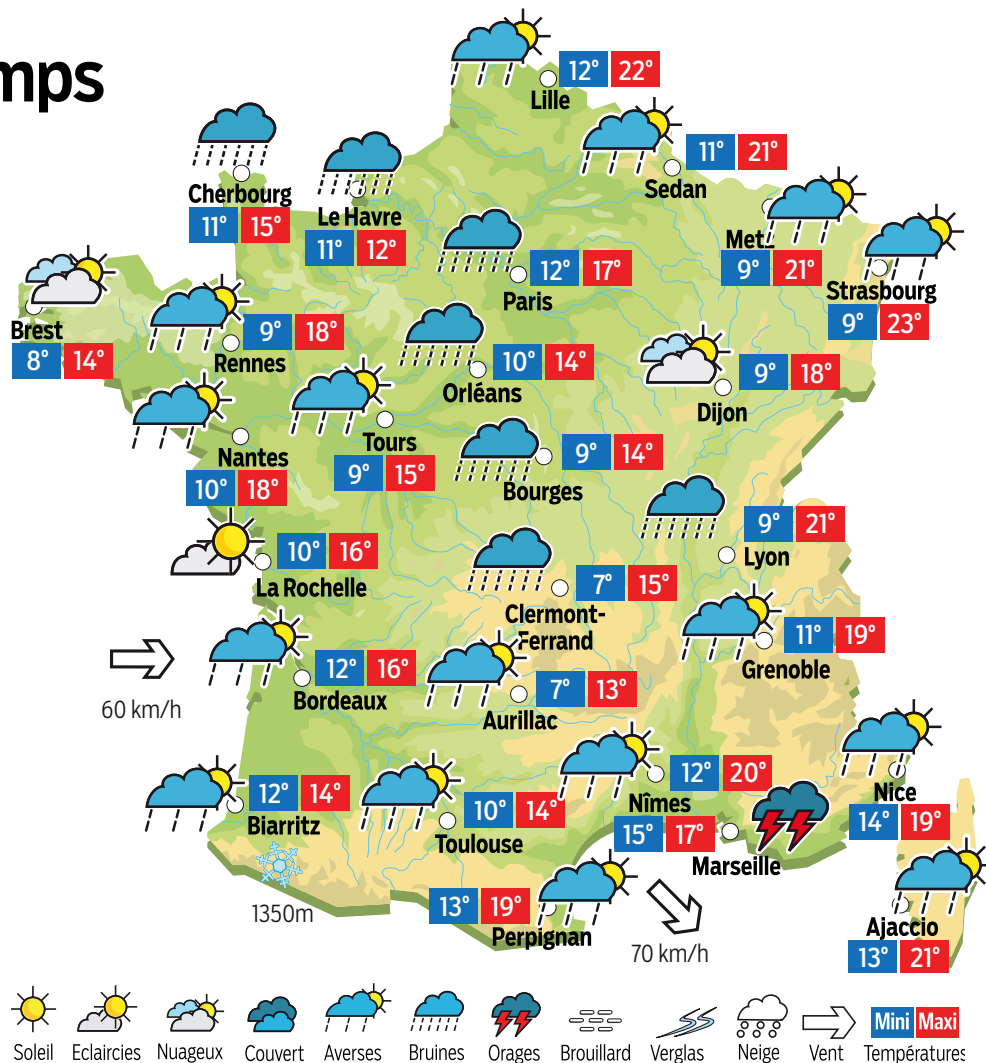 mps
12° 22°
Lille
11° 21°
Sedan
Cherbourg
11° 15°
Le Havre
11° 12°
Metz
9° 21°
12° 17°
Paris
Strasbourg
9° 23°
Brest
8° 14°
9° 18°
Rennes
10° 14°
Orléans
9° 18°
Dijon
Nantes
10° 18°
Tours
9° 15°
9° 14°
Bourges
9° 21°
Lyon
10° 16°
La Rochelle
7° 15°
Clermont-
Ferrand
11° 19°
Grenoble
60 km/h
12° 16°
Bordeaux
7° 13°
Aurillac
12° 20°
Nîmes
Nice
14° 19°
12° 14°
Biarritz
10° 14°
Toulouse
15° 17°
Marseille
1350m
13° 19°
Perpignan
70 km/h
Ajaccio
13° 21°
Mini Maxi
Soleil Eclaircies Nuageux Couvert Averses Bruines Orages Brouillard Verglas Neige Vent Températures